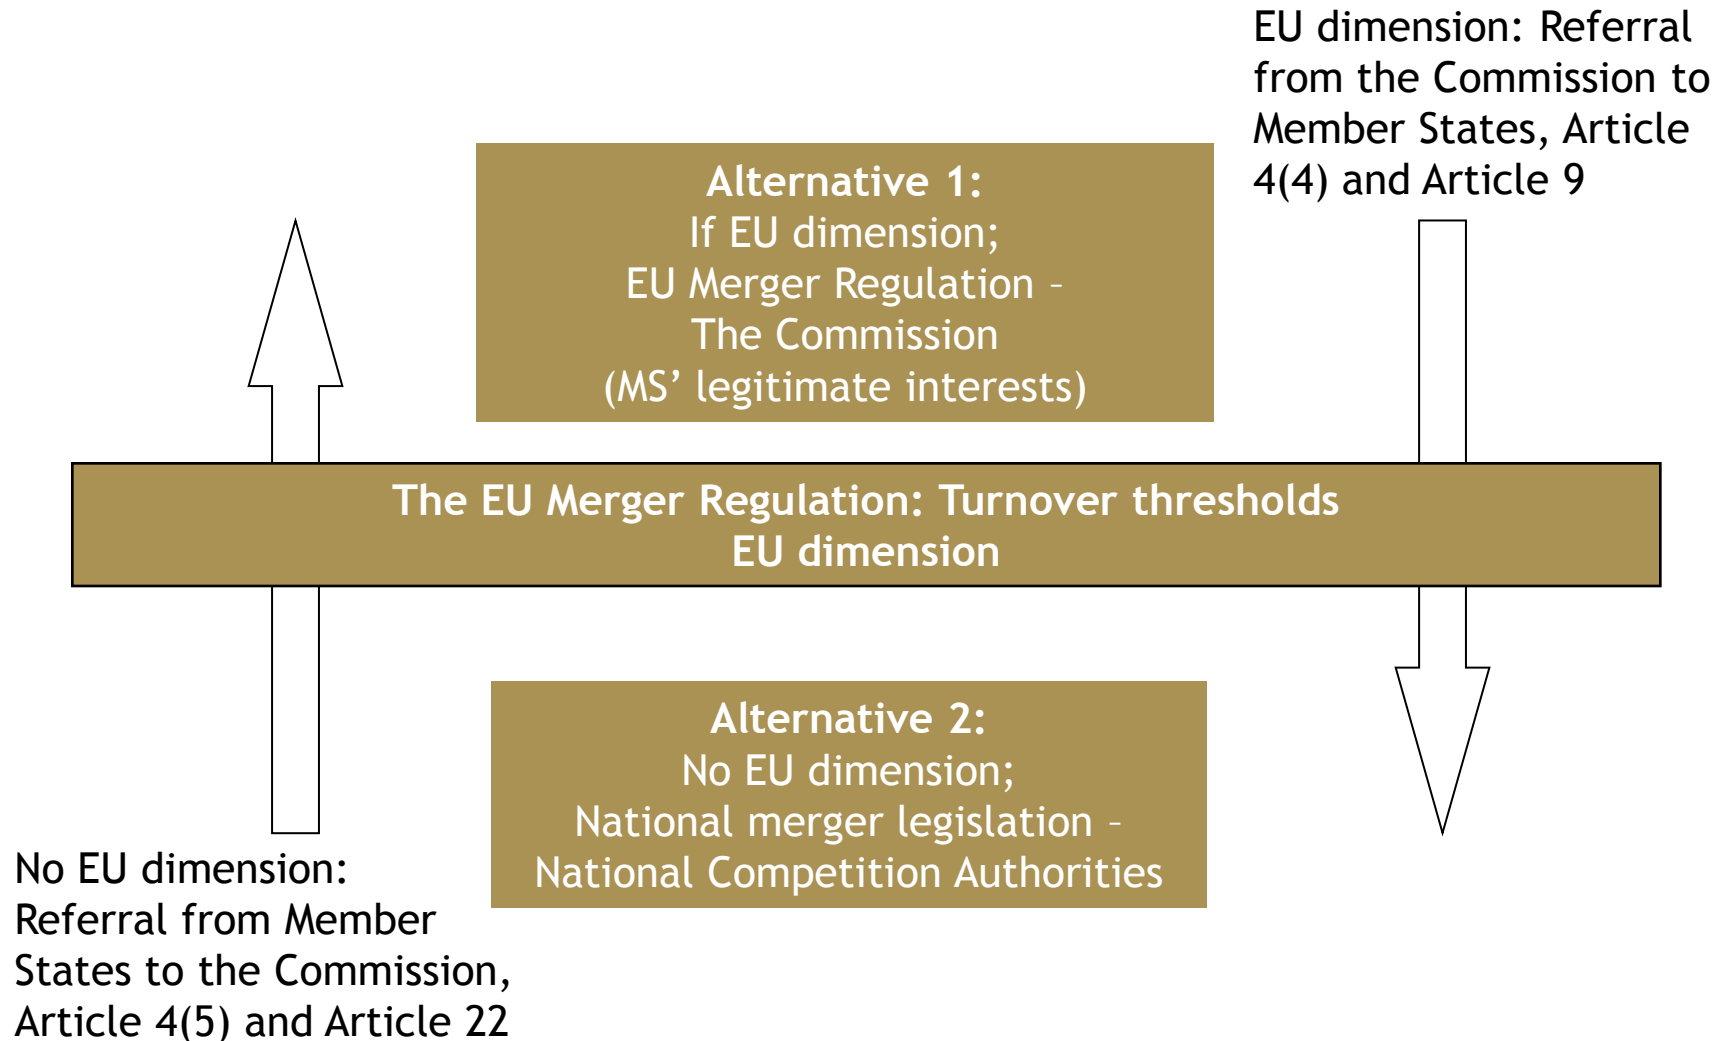 EU dimension: Referral
from the Commission to
Member States, Article
4(4) and Article 9
Alternative 1:
If EU dimension;
EU Merger Regulation –
The Commission
(MS’ legitimate interests)
The EU Merger Regulation: Turnover thresholds
EU dimension
Alternative 2:
No EU dimension;
National merger legislation –
National Competition Authorities
No EU dimension:
Referral from Member
States to the Commission,
Article 4(5) and Article 22